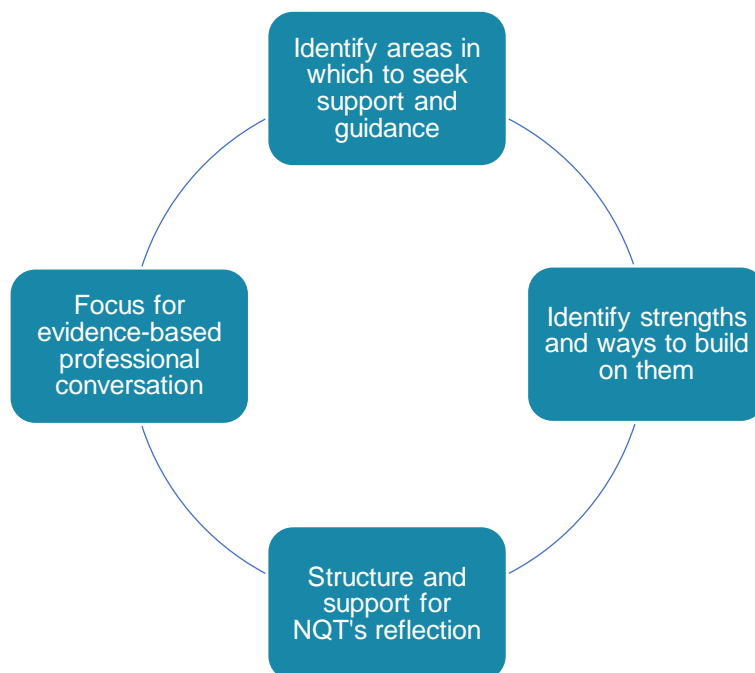 Identify areas in
which to seek
support and
guidance
Identify strengths
and ways to build
on them
Structure and
support for
NQT's reflection
Focus for
evidence-based
professional
conversation